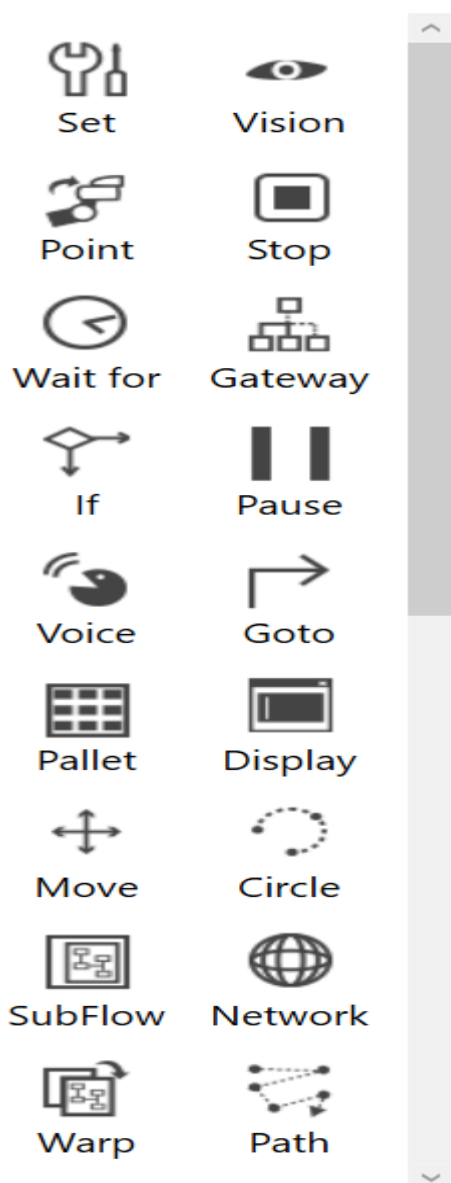 Set Vision
Point Stop
Wait for Gateway
If Pause
Voice Goto
Pallet Display
Move Circle
SubFlow Network
Warp Path